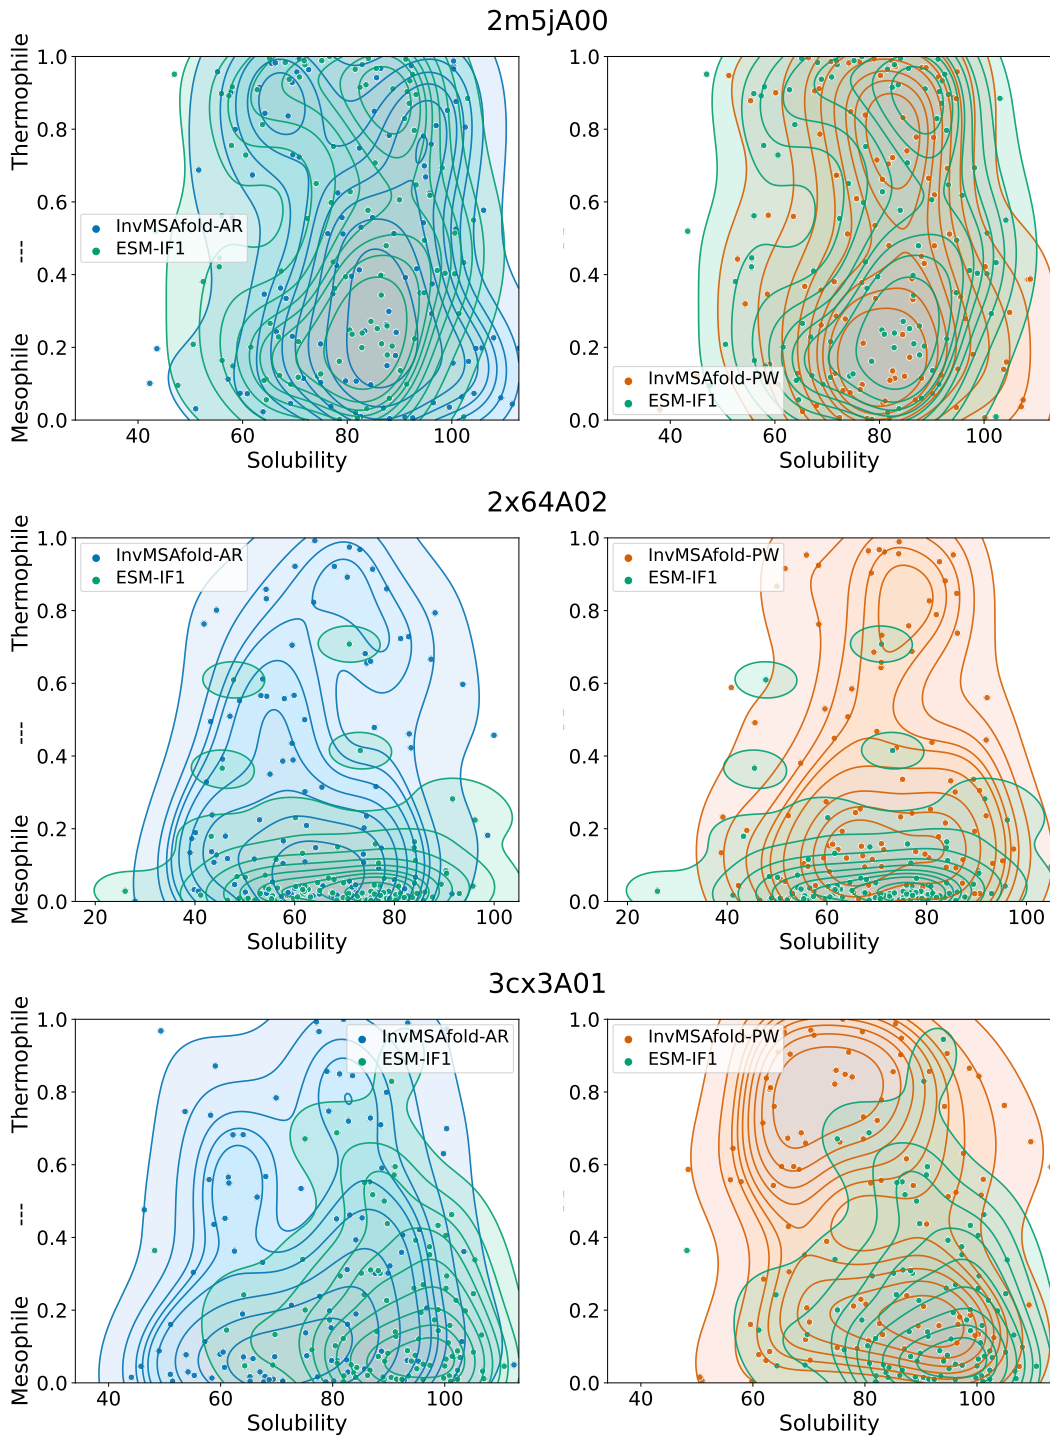 2m5jA00
Thermophile
---
Mesophile
1.0
0.8
0.6
0.4
0.2
0.0
InvMSAfold-AR
ESM-IF1
40 60 80 100
Solubility
1.0
0.8
0.6
0.4
0.2
0.0
InvMSAfold-PW
ESM-IF1
40 60 80 100
Solubility
2x64A02
Thermophile
---
Mesophile
1.0
0.8
0.6
0.4
0.2
0.0
InvMSAfold-AR
ESM-IF1
20 40 60 80 100
Solubility
1.0
0.8
0.6
0.4
0.2
0.0
InvMSAfold-PW
ESM-IF1
20 40 60 80 100
Solubility
3cx3A01
Thermophile
---
Mesophile
1.0
0.8
0.6
0.4
0.2
0.0
InvMSAfold-AR
ESM-IF1
40 60 80 100
Solubility
1.0
0.8
0.6
0.4
0.2
0.0
InvMSAfold-PW
ESM-IF1
40 60 80 100
Solubility